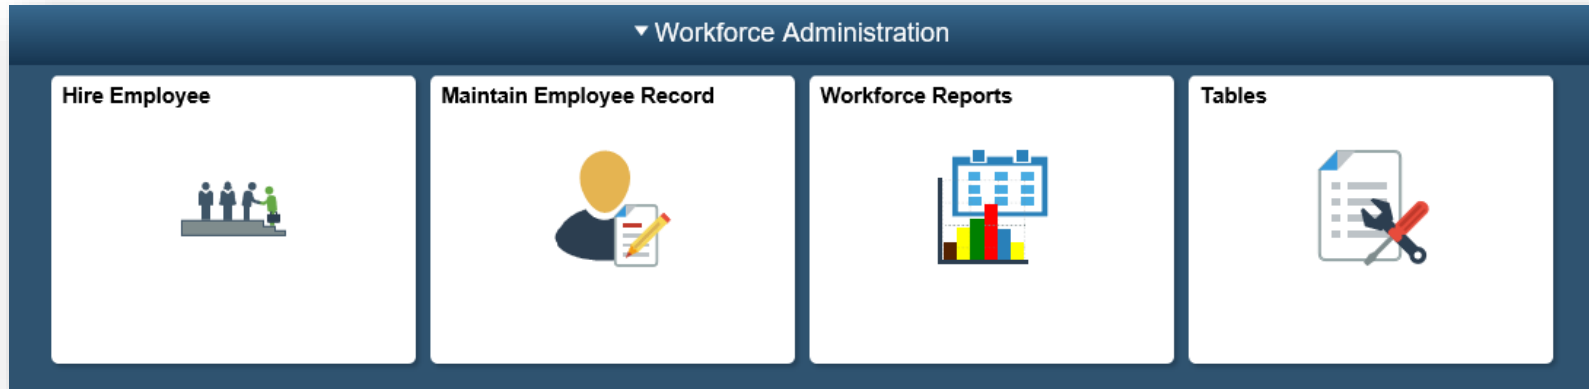 Workforce Administration
Hire Employee
Maintain Employee Record
Workforce Reports
Tables